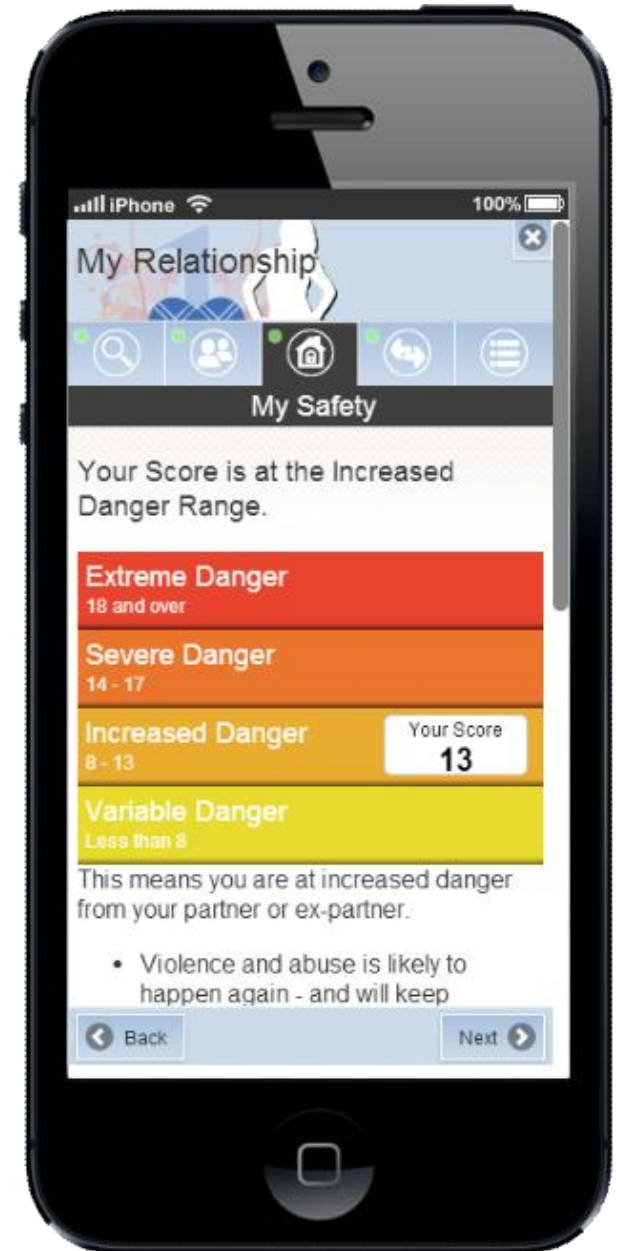 iPhone 100%
My Relationship
My Safety
Your Score is at the Increased
Danger Range.
Extreme Danger
18 and over
Severe Danger
14 - 17
Increased Danger
8 - 13
Your Score
13
Variable Danger
Less than 8
This means you are at increased danger
from your partner or ex-partner.
• Violence and abuse is likely to
happen again - and will keep
Back Next